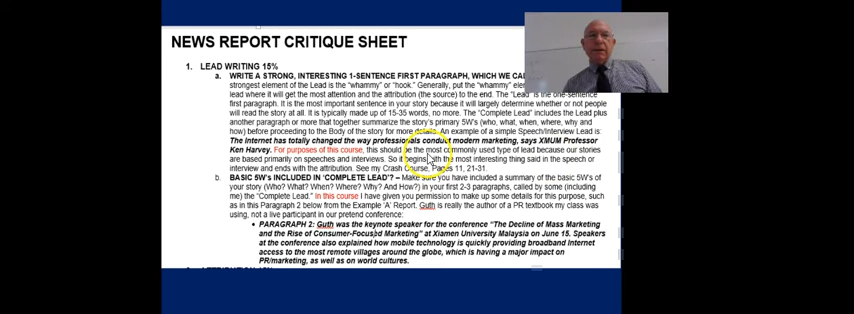 NEWS REPORT CRITIQUE SHEET
1. LEAD WRITING 15%
a. WRITE A STRONG, INTERESTING 1-SENTENCE FIRST PARAGRAPH, WHICH WE CAL
strongest element of the Lead is the "whammy" or "hook." Generally, put the "whammy" ele
lead where it will get the most attention and the attribution (the source) to the end. The "Lead" is the one-sentence
first paragraph. It is the most important sentence in your story because it will largely determine whether or not people
will read the story at all. It is typically made up of 15-35 words, no more. The "Complete Lead" includes the Lead plus
another paragraph or more that together summarize the story's primary 5W's (who, what, when, where, why and
how) before proceeding to the Body of the story for more details. An example of a simple Speech/Interview Lead is:
The Internet has totally changed the way professionals conduct modern marketing, says XMUM Professor
Ken Harvey. For purposes of this course, this should be the most commonly used type of lead because our stories
are based primarily on speeches and interviews. So it begins with the most interesting thing said in the speech or
interview and ends with the attribution. See my Crash Course, Pages 11, 21-31.
b. BASIC 5W's INCLUDED IN 'COMPLETE LEAD'? – Make sure you have included a summary of the basic 5W's of
your story (Who? What? When? Where? Why? And How?) in your first 2-3 paragraphs, called by some (including
me) the "Complete Lead." In this course I have given you permission to make up some details for this purpose, such
as in this Paragraph 2 below from the Example 'A' Report. Guth is really the author of a PR textbook my class was
using, not a live participant in our pretend conference:
• PARAGRAPH 2: Guth was the keynote speaker for the conference "The Decline of Mass Marketing
and the Rise of Consumer-Focused Marketing" at Xiamen University Malaysia on June 15. Speakers
at the conference also explained how mobile technology is quickly providing broadband Internet
access to the most remote villages around the globe, which is having a major impact on
PR/marketing, as well as on world cultures.